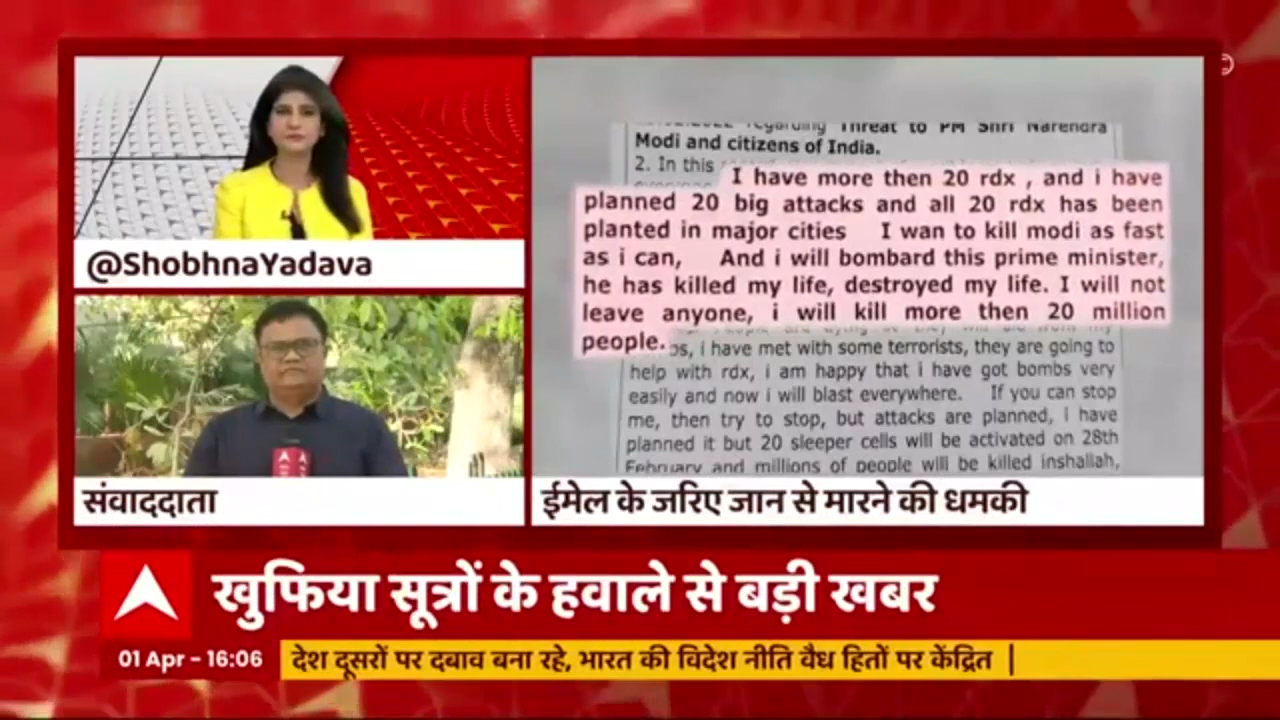 @ShobhnaYadava
संवाददाता
regarding Threat to PM Shri Narendra
Modi and citizens of India.
2. In this
I have more then 20 rdx , and i have
planned 20 big attacks and all 20 rdx has been
planted in major cities I wan to kill modi as fast
as i can, And i will bombard this prime minister,
he has killed my life, destroyed my life. I will not
leave anyone, i will kill more then 20 million
people.
, i have met with some terrorists, they are going to
help with rdx, i am happy that i have got bombs very
easily and now i will blast everywhere. If you can stop
me, then try to stop, but attacks are planned, i have
planned it but 20 sleeper cells will be activated on 28th
February and millions of people will be killed inshallah,
ईमेल के जरिए जान से मारने की धमकी
खुफिया सूत्रों के हवाले से बड़ी खबर
01 Apr - 16:06
देश दूसरों पर दबाव बना रहे, भारत की विदेश नीति वैध हितों पर केंद्रित